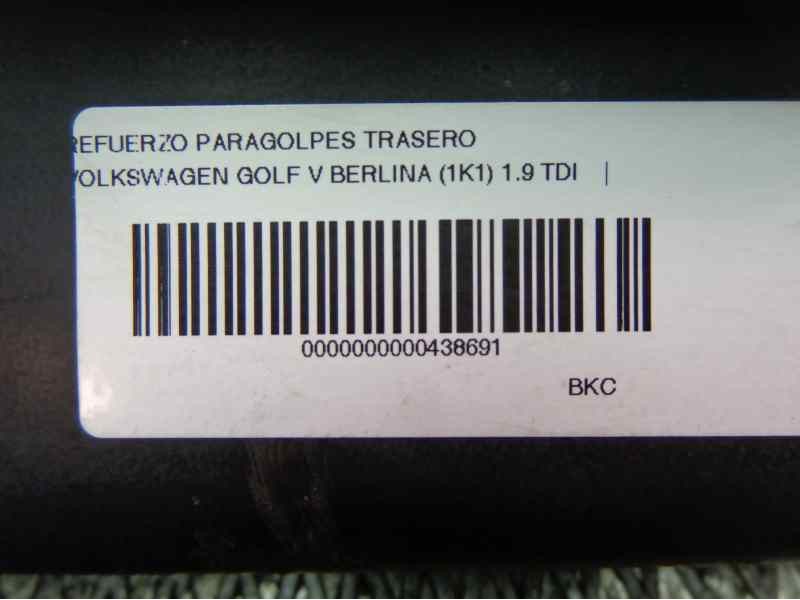 REFUERZO PARAGOLPES TRASERO
VOLKSWAGEN GOLF V BERLINA (1K1) 1.9 TDI |
0000000000438691
BKC